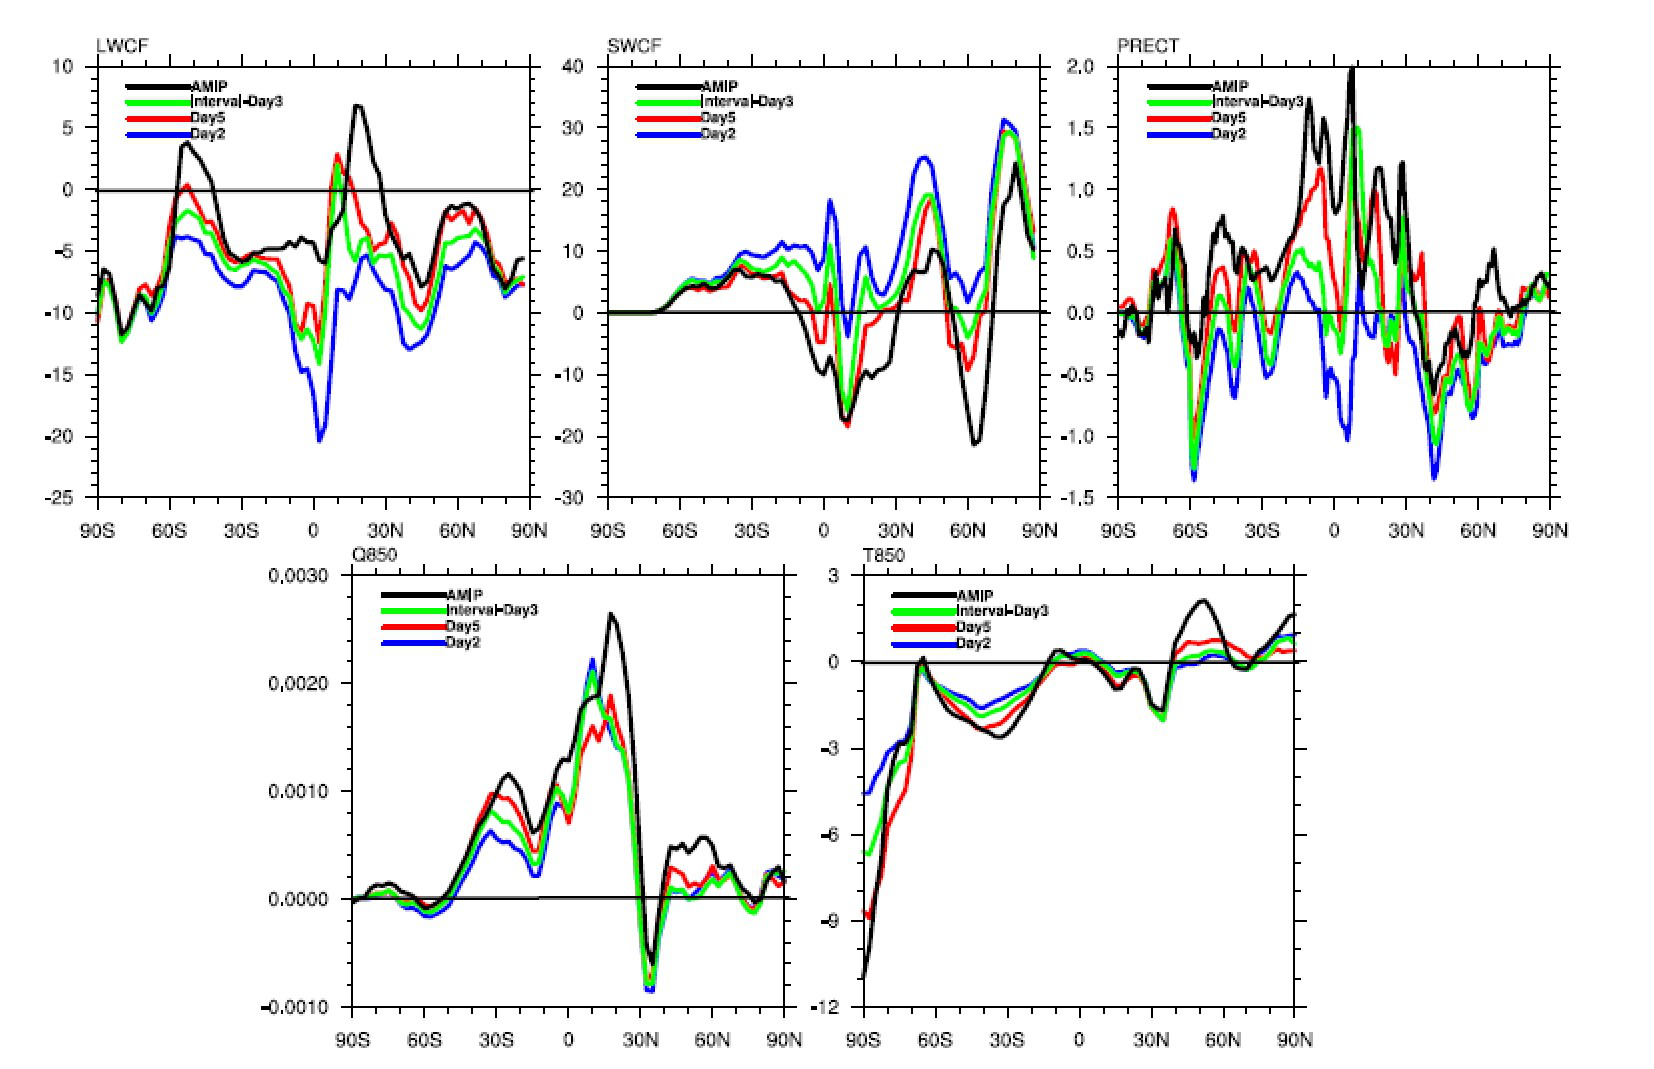 LWCF
10
5
0
-5
-10
-15
-20
-25
AMIP
Interval-Day3
Day5
Day2
90S 60S 30S 0 30N 60N 90N
SWCF
40
30
20
10
0
-10
-20
-30
AMIP
Interval-Day3
Day5
Day2
90S 60S 30S 0 30N 60N 90N
PRECT
2.0
1.5
1.0
0.5
0.0
-0.5
-1.0
-1.5
AMIP
Interval-Day3
Day5
Day2
90S 60S 30S 0 30N 60N 90N
Q850
0.0030
0.0020
0.0010
0.0000
-0.0010
AMIP
Interval-Day3
Day5
Day2
90S 60S 30S 0 30N 60N 90N
T850
3
0
-3
-6
-9
-12
AMIP
Interval-Day3
Day5
Day2
90S 60S 30S 0 30N 60N 90N